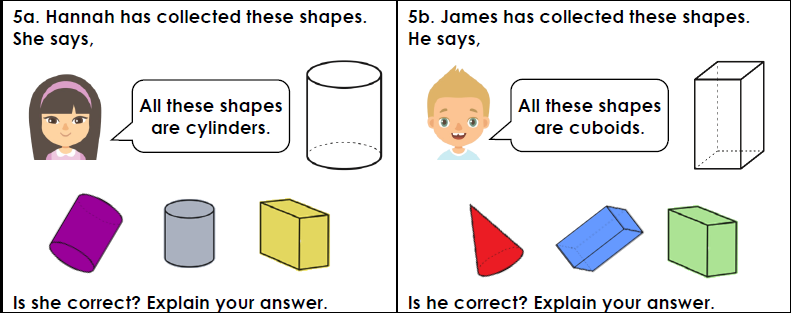 5a. Hannah has collected these shapes.
She says,
All these shapes
are cylinders.
Is she correct? Explain your answer.
5b. James has collected these shapes.
He says,
All these shapes
are cuboids.
Is he correct? Explain your answer.